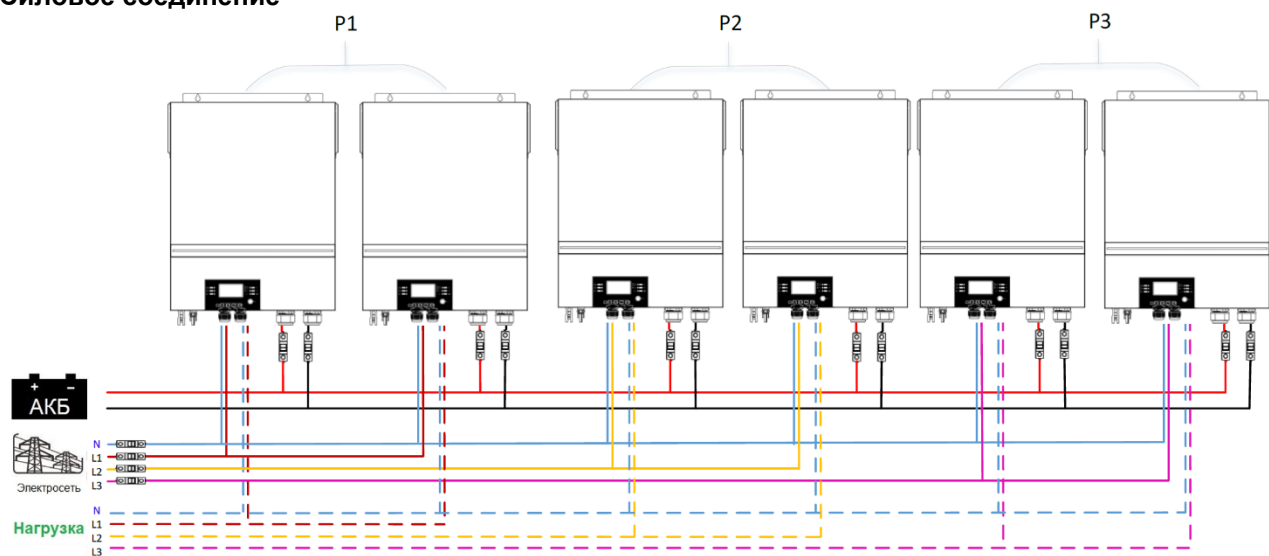 Силовое соединение
P1
P2
P3
+ −
АКБ
N
L1
L2
L3
Электросеть
N
Нагрузка
L1
L2
L3